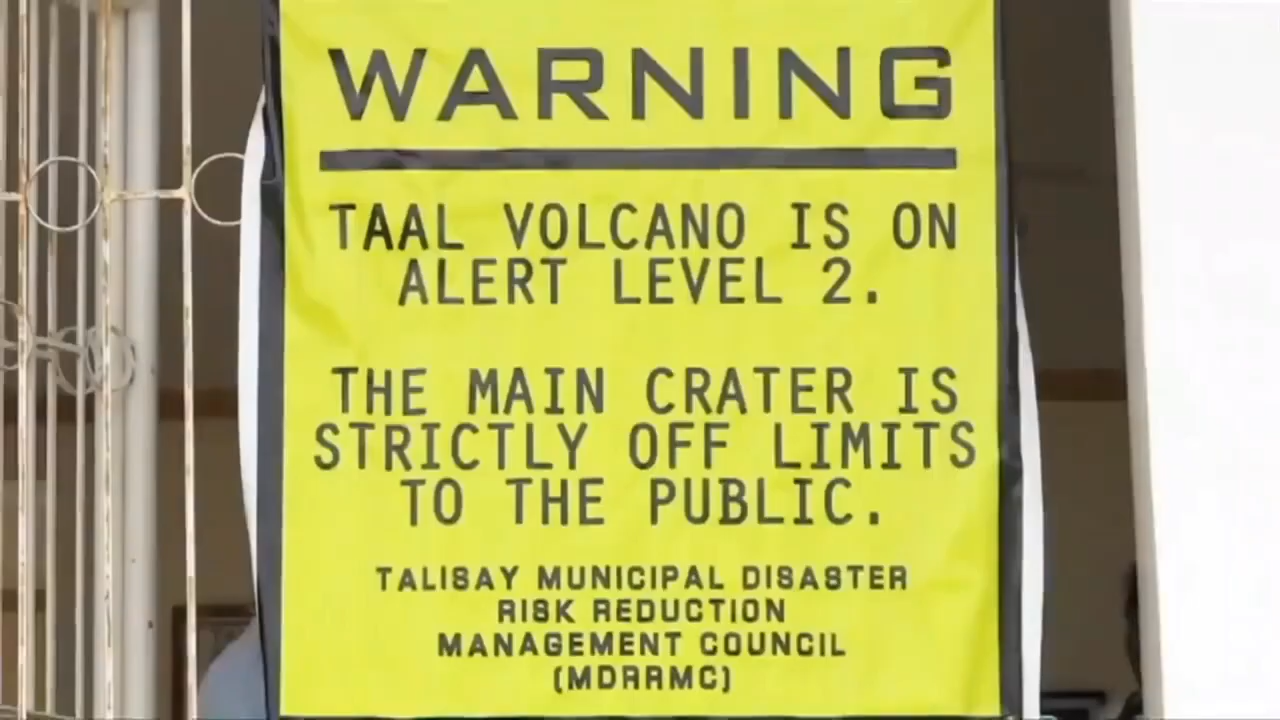 WARNING
TAAL VOLCANO IS ON
ALERT LEVEL 2.
THE MAIN CRATER IS
STRICTLY OFF LIMITS
TO THE PUBLIC.
TALISAY MUNICIPAL DISASTER
RISK REDUCTION
MANAGEMENT COUNCIL
(MDRRMC)